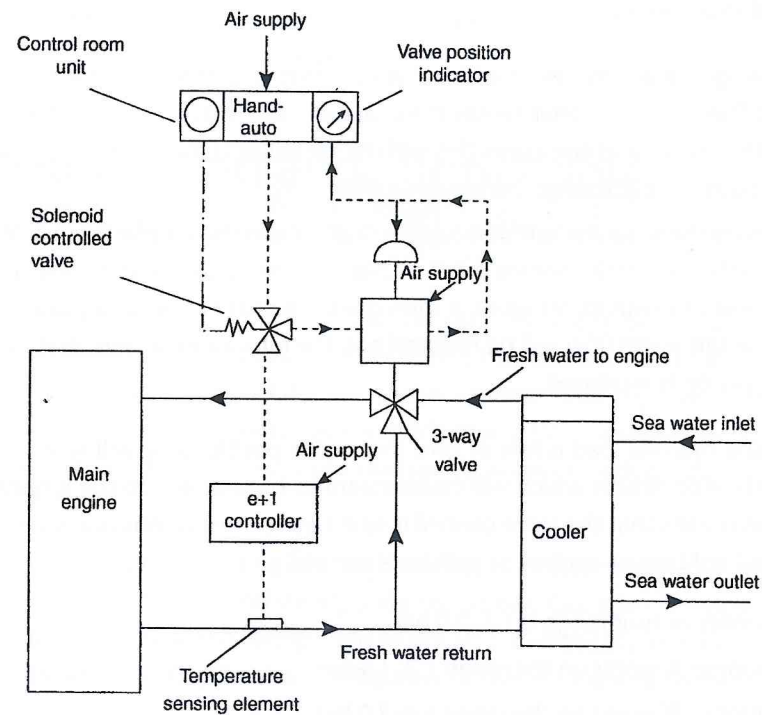 Air supply
Control room
unit
Hand-
auto
Valve position
indicator
Solenoid
controlled
valve
Air supply
Fresh water to engine
Sea water inlet
3-way
valve
Main
engine
Air supply
e+1
controller
Cooler
Sea water outlet
Fresh water return
Temperature
sensing element